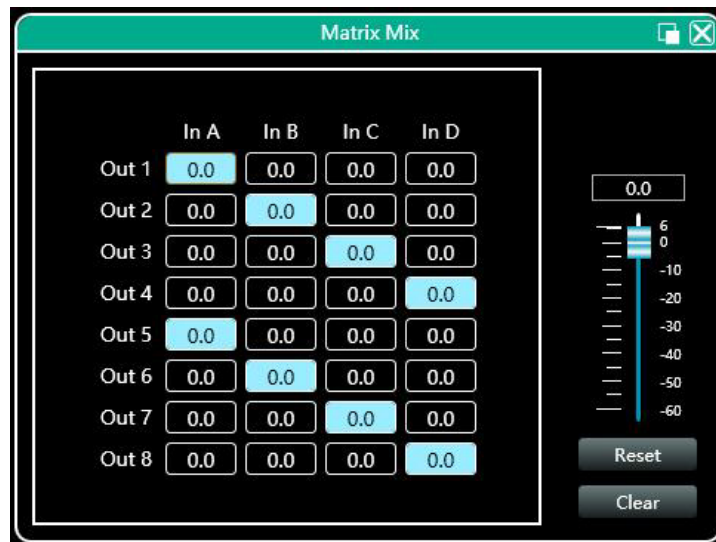 Matrix Mix
In A In B In C In D
Out 1 0.0 0.0 0.0 0.0
Out 2 0.0 0.0 0.0 0.0
Out 3 0.0 0.0 0.0 0.0
Out 4 0.0 0.0 0.0 0.0
Out 5 0.0 0.0 0.0 0.0
Out 6 0.0 0.0 0.0 0.0
Out 7 0.0 0.0 0.0 0.0
Out 8 0.0 0.0 0.0 0.0
0.0
6
0
-10
-20
-30
-40
-50
-60
Reset
Clear